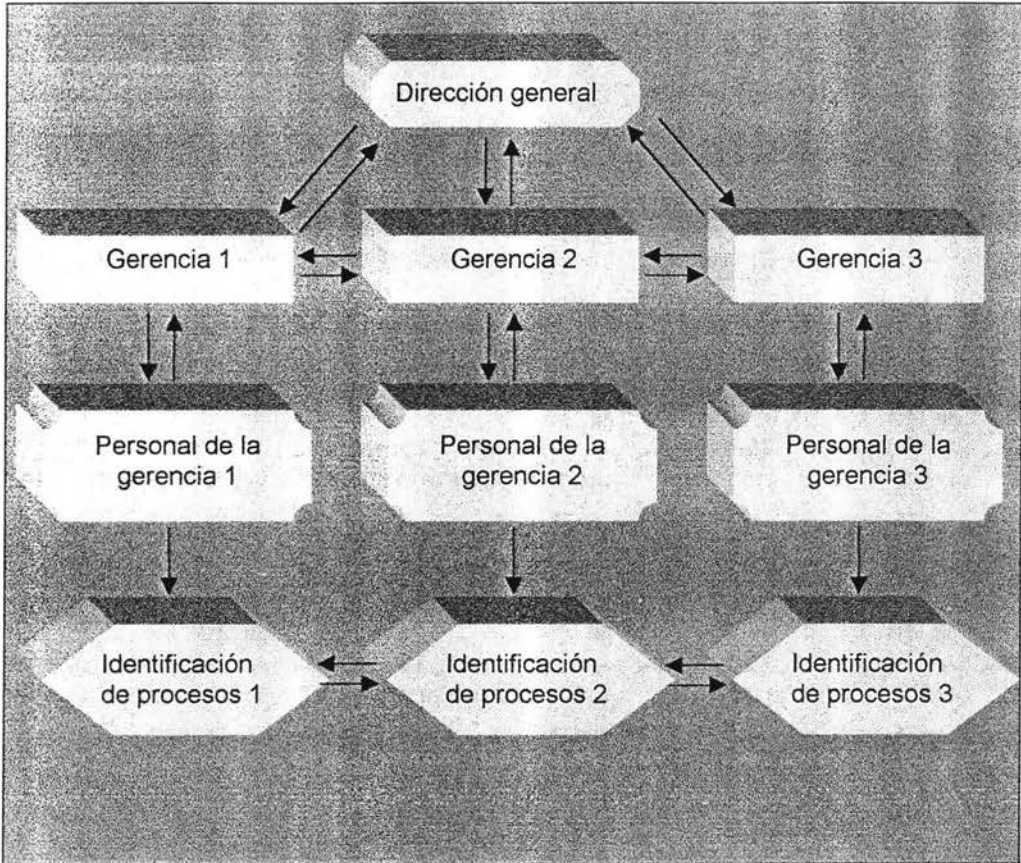 Dirección general
Gerencia 1
Gerencia 2
Gerencia 3
Personal de la
gerencia 1
Personal de la
gerencia 2
Personal de la
gerencia 3
Identificación
de procesos 1
Identificación
de procesos 2
Identificación
de procesos 3